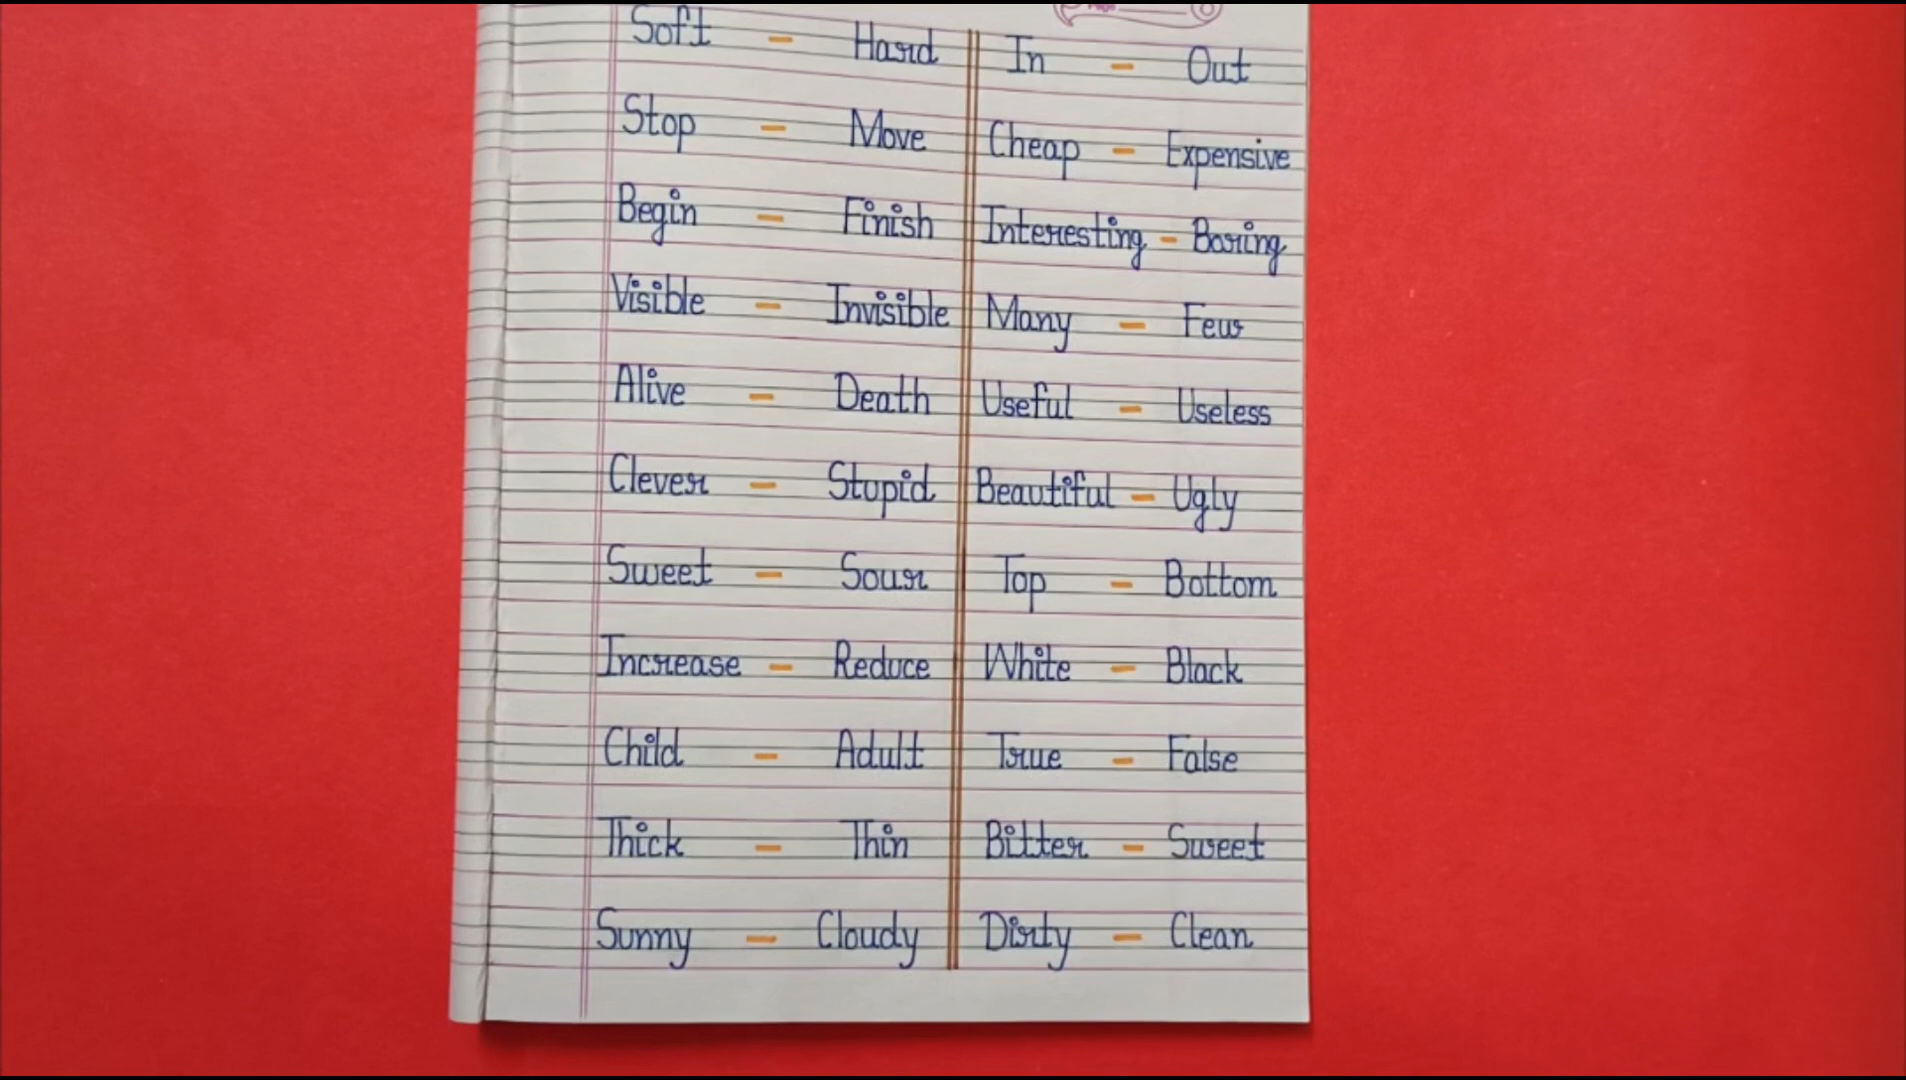 Soft - Hard
Stop - Move
Begin - Finish
Visible - Invisible
Alive - Death
Clever - Stupid
Sweet - Sour
Increase - Reduce
Child - Adult
Thick - Thin
Sunny - Cloudy
In - Out
Cheap - Expensive
Interesting - Boring
Many - Few
Useful - Useless
Beautiful - Ugly
Top - Bottom
White - Black
True - False
Bitter - Sweet
Dirty - Clean